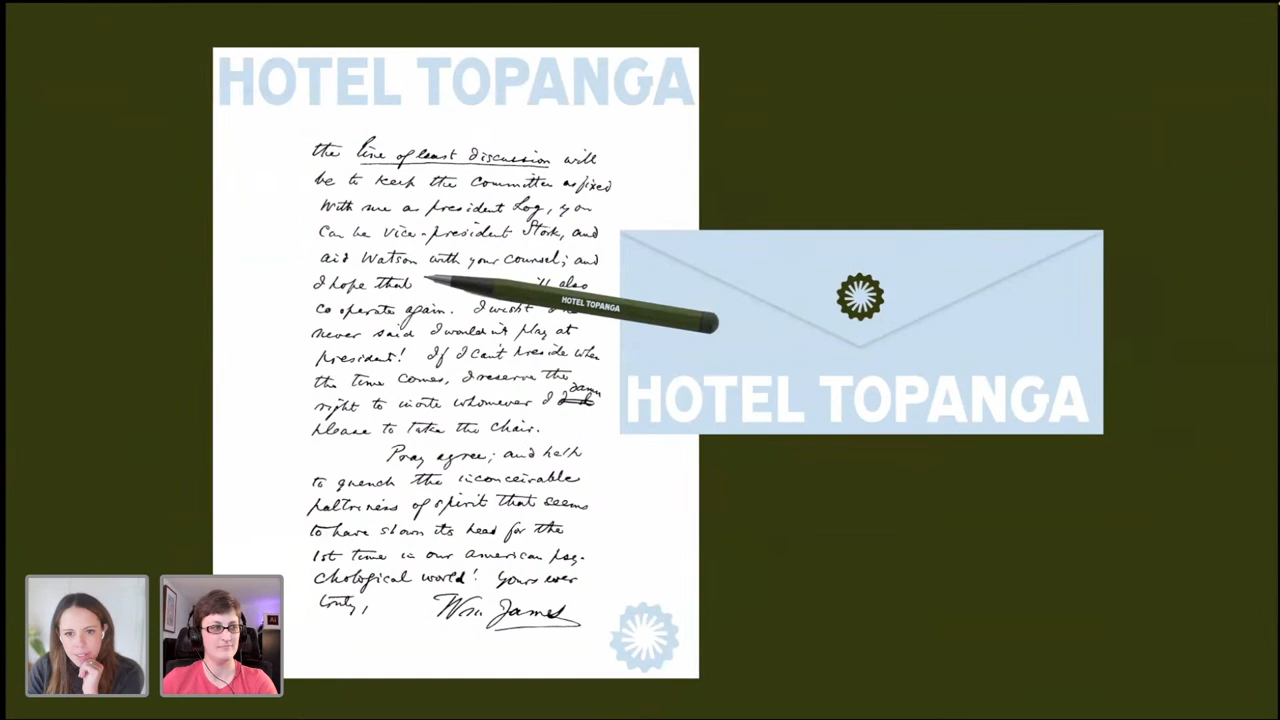 HOTEL TOPANGA
the line of least discussion will
be to keep the committee as fixed
With me as president Log, you
Can be vice-president Stork, and
aid Watson with your counsel; and
I hope that
also
co operate again. I wish I
never said I wouldn't play at
president! If I can't preside when
the time comes, I reserve the
damn
right to invite whomever I
please to take the chair.
Pray agree; and help
to quench the inconceivable
paltriness of spirit that seems
to have shown its head for the
1st time in our american psy-
chological world! Yours ever
truly,
Wm James
HOTEL TOPANGA
HOTEL TOPANGA
Ai